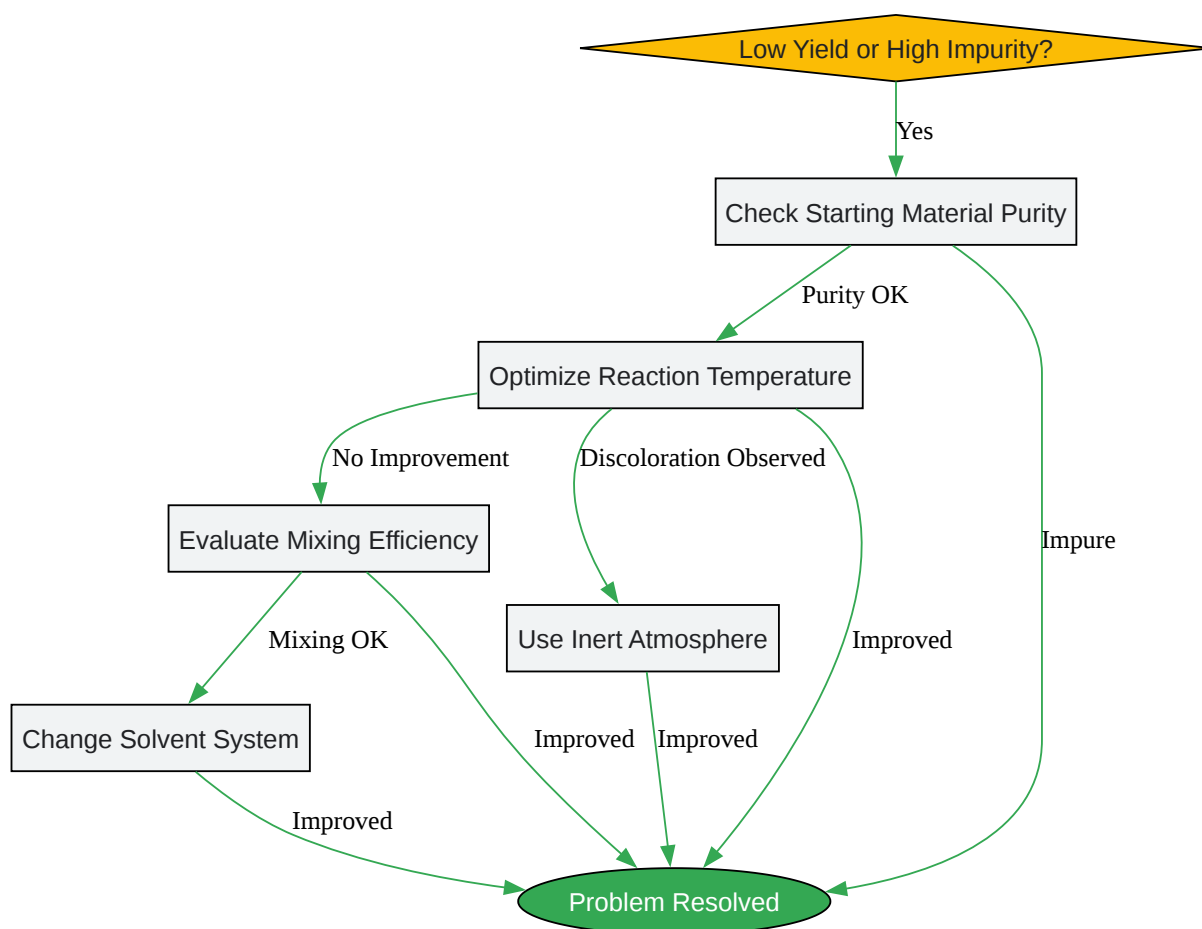 Low Yield or High Impurity?
Yes
Check Starting Material Purity
Purity OK
Optimize Reaction Temperature
No Improvement
Discoloration Observed
Evaluate Mixing Efficiency
Impure
Use Inert Atmosphere
Mixing OK
Improved
Change Solvent System
Improved
Improved
Improved
Problem Resolved